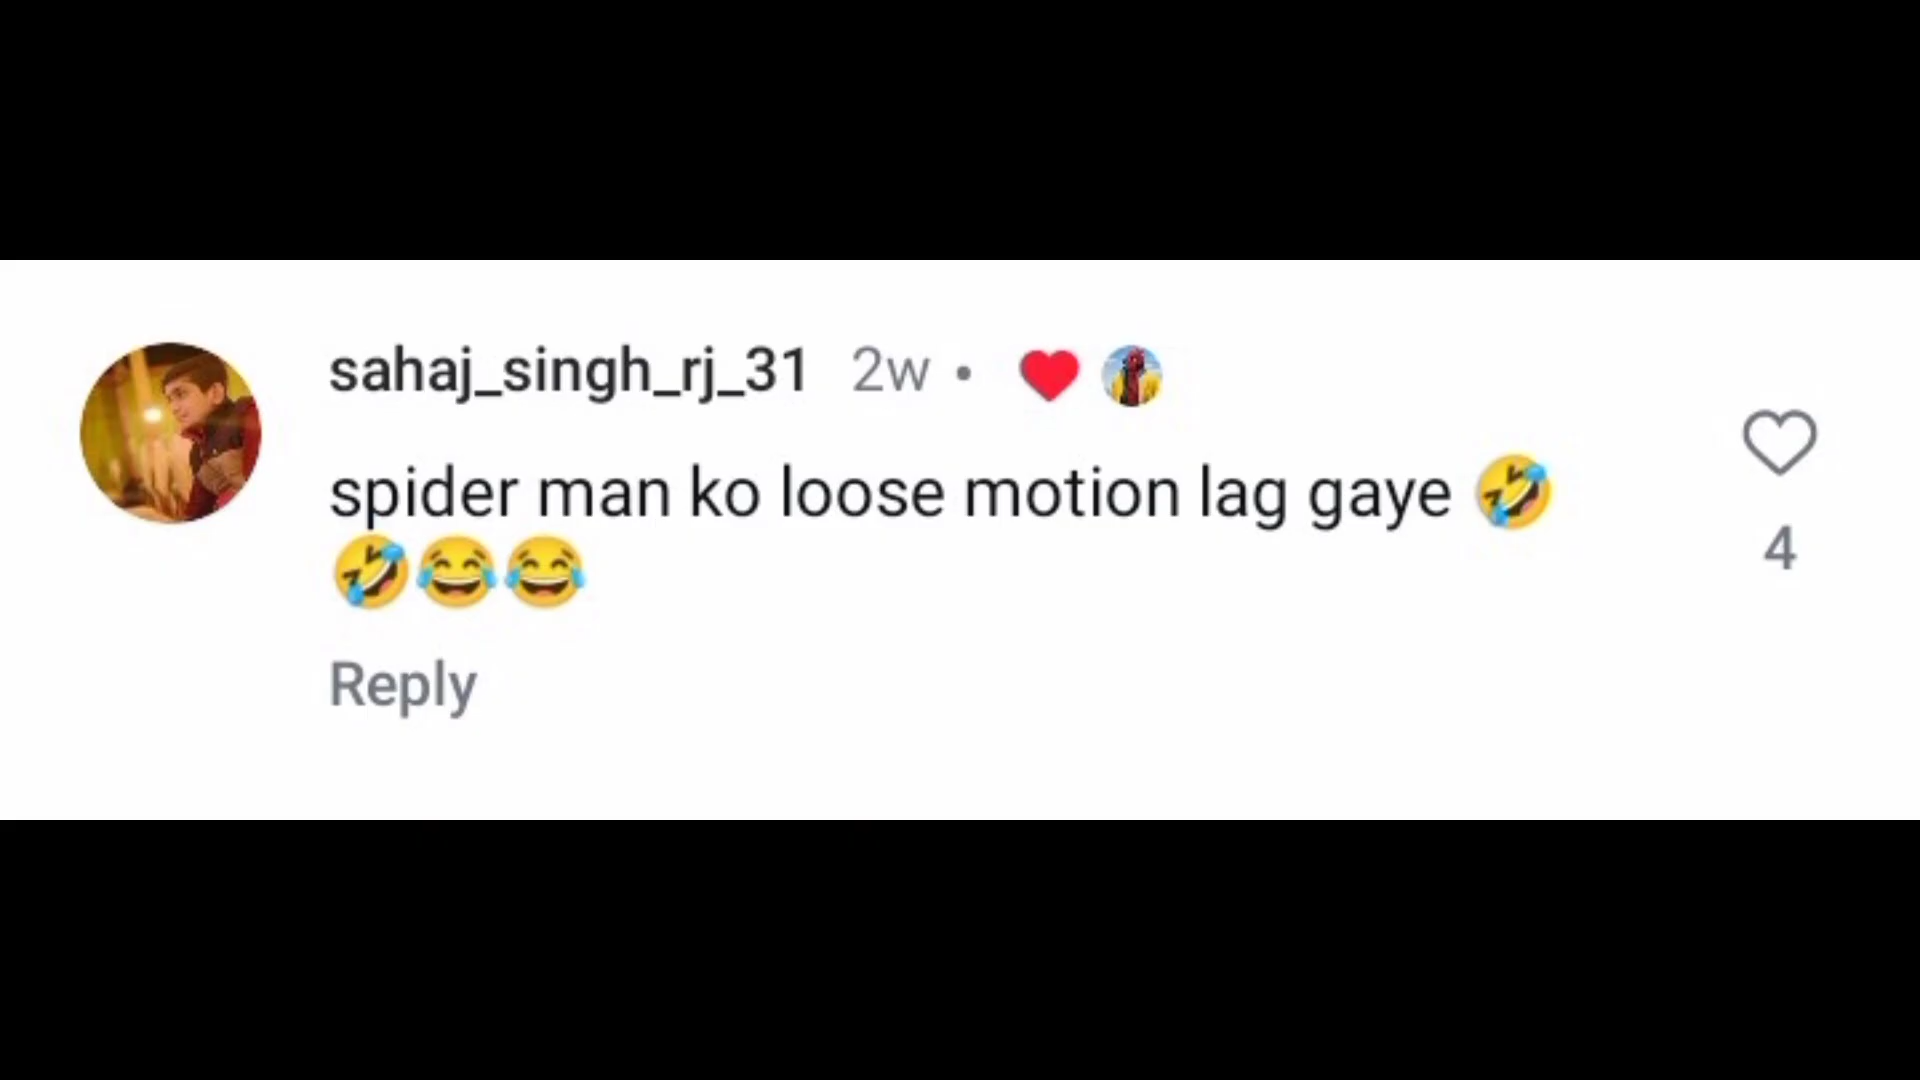 sahaj_singh_rj_31 2w •
spider man ko loose motion lag gaye 🤣
🤣😂😂
4
Reply